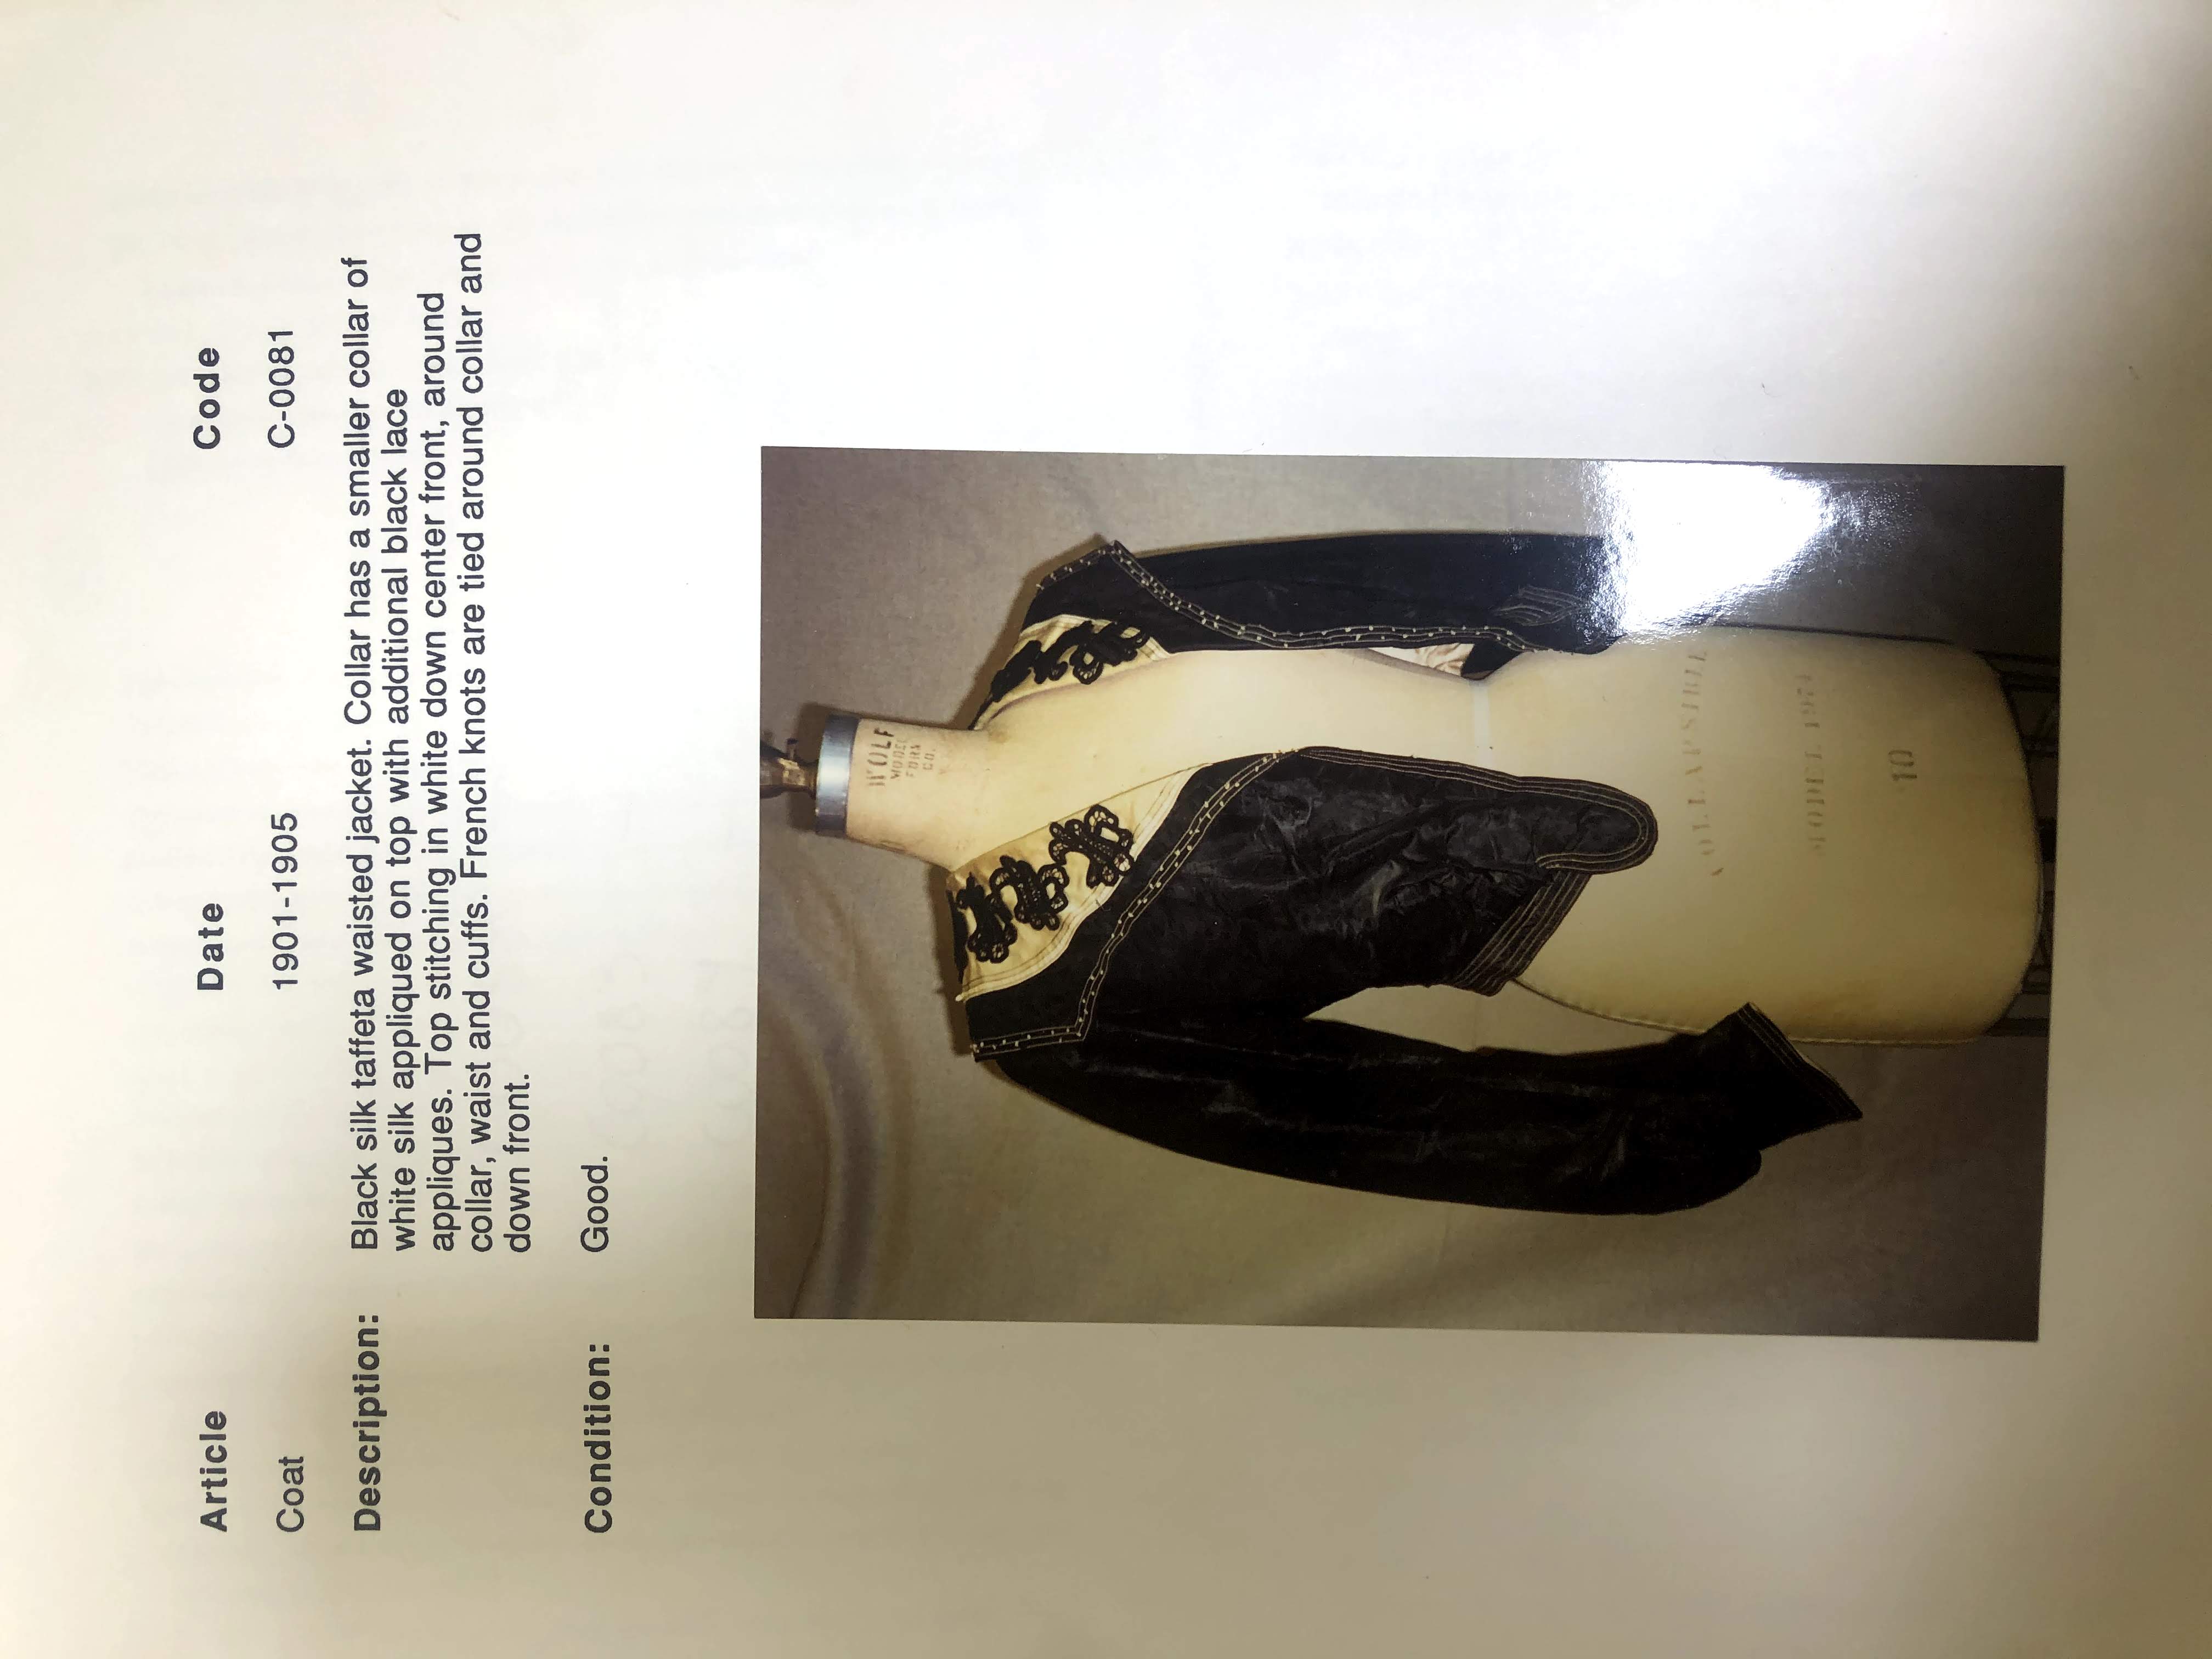 Article Date Code
Coat 1901-1905 C-0081
Description: Black silk taffeta waisted jacket. Collar has a smaller collar of
white silk appliqued on top with additional black lace
appliques. Top stitching in white down center front, around
collar, waist and cuffs. French knots are tied around collar and
down front.
Condition: Good.
WOLF
MODEL
FORM
CO.
COLLAPSIBLE
MODEL 1974
10